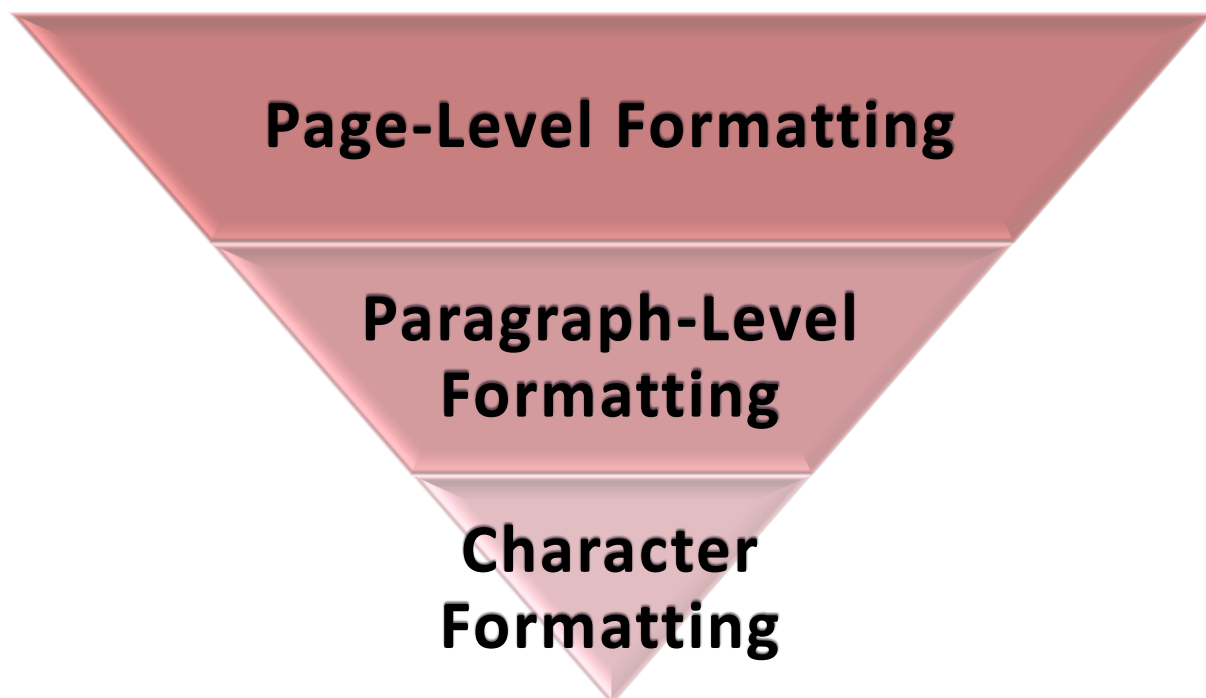 Page-Level Formatting
Paragraph-Level
Formatting
Character
Formatting